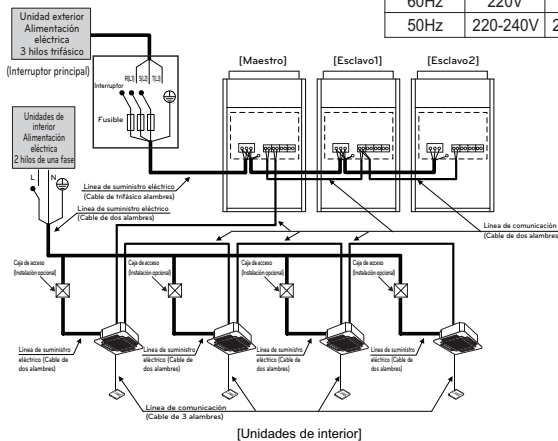 60Hz 220V
50Hz 220-240V 2
Unidad exterior
Alimentación
eléctrica
3 hilos trifásico
(Interruptor principal)
R(L1) S(L2) T(L3)
Interruptor
Fusible
[Maestro] [Esclavo1] [Esclavo2]
Unidades de
interior
Alimentación
eléctrica
2 hilos de una fase
L N
Línea de suministro eléctrico
(Cable de trifásico alambres)
Línea de suministro eléctrico
(Cable de dos alambres)
Línea de comunicación
(Cable de dos alambres
Caja de acceso
(Instalación opcional)
Caja de acceso
(Instalación opcional)
Caja de acceso
(Instalación opcional)
Caja de acceso
(Instalación opcional)
Línea de suministro
eléctrico (Cable de
dos alambres)
Línea de suministro
eléctrico (Cable de
dos alambres)
Línea de suministro
eléctrico (Cable de
dos alambres)
Línea de suministro
eléctrico (Cable de
dos alambres)
Línea de comunicación
(Cable de 3 alambres)
[Unidades de interior]